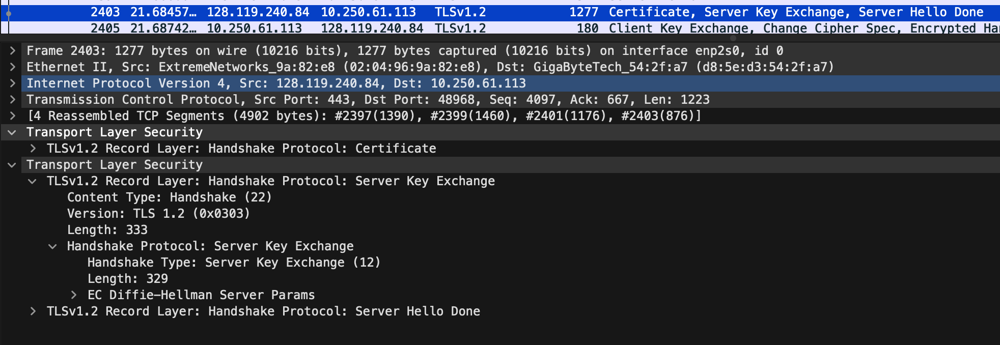 2403 21.68457… 128.119.240.84 10.250.61.113 TLSv1.2 1277 Certificate, Server Key Exchange, Server Hello Done
2405 21.68742… 10.250.61.113 128.119.240.84 TLSv1.2 180 Client Key Exchange, Change Cipher Spec, Encrypted Ha
Frame 2403: 1277 bytes on wire (10216 bits), 1277 bytes captured (10216 bits) on interface enp2s0, id 0
Ethernet II, Src: ExtremeNetworks_9a:82:e8 (02:04:96:9a:82:e8), Dst: GigaByteTech_54:2f:a7 (d8:5e:d3:54:2f:a7)
Internet Protocol Version 4, Src: 128.119.240.84, Dst: 10.250.61.113
Transmission Control Protocol, Src Port: 443, Dst Port: 48968, Seq: 4097, Ack: 667, Len: 1223
[4 Reassembled TCP Segments (4902 bytes): #2397(1390), #2399(1460), #2401(1176), #2403(876)]
Transport Layer Security
TLSv1.2 Record Layer: Handshake Protocol: Certificate
Transport Layer Security
TLSv1.2 Record Layer: Handshake Protocol: Server Key Exchange
Content Type: Handshake (22)
Version: TLS 1.2 (0x0303)
Length: 333
Handshake Protocol: Server Key Exchange
Handshake Type: Server Key Exchange (12)
Length: 329
EC Diffie-Hellman Server Params
TLSv1.2 Record Layer: Handshake Protocol: Server Hello Done